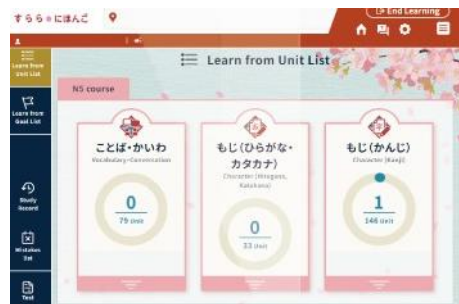 すらら にほんご
End Learning
Learn from Unit List
Learn from
Unit List
N5 course
Learn from
Goal List
Study
Record
Mistakes
list
Test
ことば・かいわ
Vocabulary・Conversation
0
79 Unit
もじ(ひらがな・
カタカナ)
Character (Hiragana,
Katakana)
0
33 Unit
もじ(かんじ)
Character (Kanji)
1
146 Unit